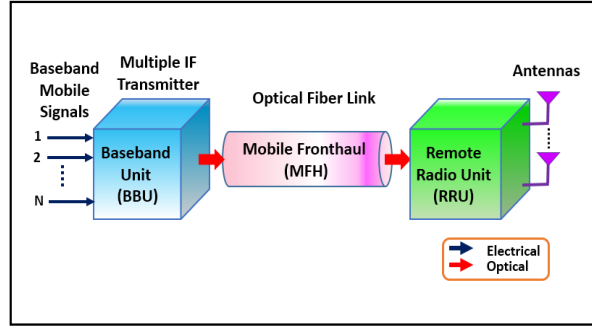 Baseband
Mobile
Signals
Multiple IF
Transmitter
Optical Fiber Link
Antennas
1
2
N
Baseband
Unit
(BBU)
Mobile Fronthaul
(MFH)
Remote
Radio Unit
(RRU)
Electrical
Optical